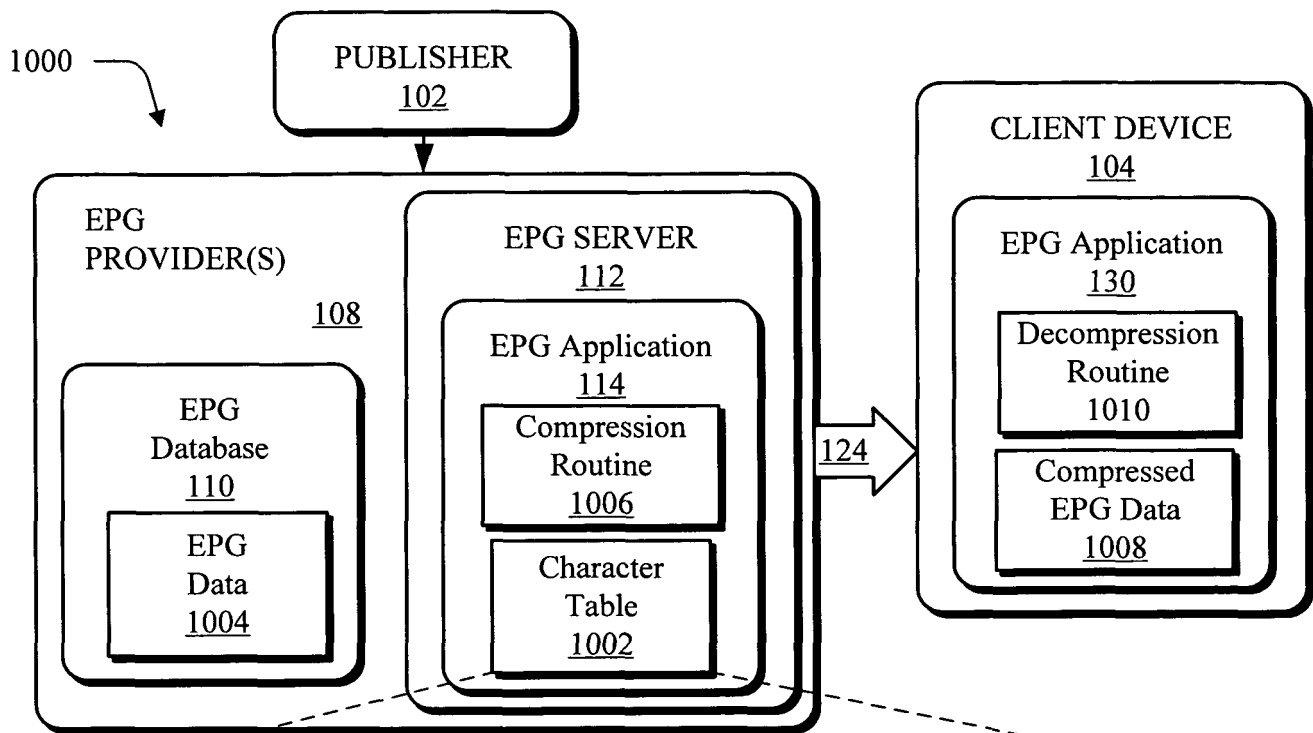 1000
PUBLISHER
102
EPG
PROVIDER(S)
108
EPG
Database
110
EPG
Data
1004
EPG SERVER
112
EPG Application
114
Compression
Routine
1006
Character
Table
1002
124
CLIENT DEVICE
104
EPG Application
130
Decompression
Routine
1010
Compressed
EPG Data
1008